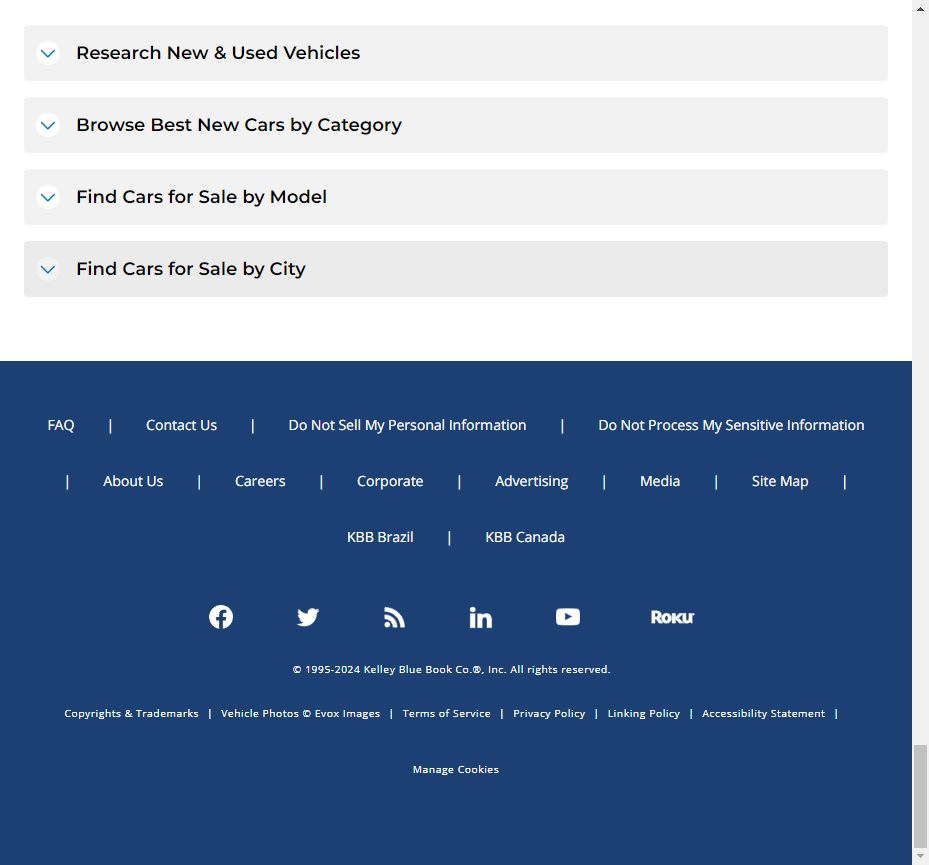 Research New & Used Vehicles
Browse Best New Cars by Category
Find Cars for Sale by Model
Find Cars for Sale by City
FAQ | Contact Us | Do Not Sell My Personal Information | Do Not Process My Sensitive Information
| About Us | Careers | Corporate | Advertising | Media | Site Map |
KBB Brazil | KBB Canada
in Roku
© 1995-2024 Kelley Blue Book Co.®, Inc. All rights reserved.
Copyrights & Trademarks | Vehicle Photos © Evox Images | Terms of Service | Privacy Policy | Linking Policy | Accessibility Statement |
Manage Cookies